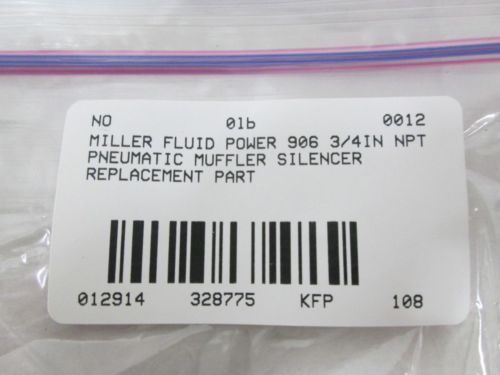 NO 01b 0012
MILLER FLUID POWER 906 3/4IN NPT
PNEUMATIC MUFFLER SILENCER
REPLACEMENT PART
012914 328775 KFP 108